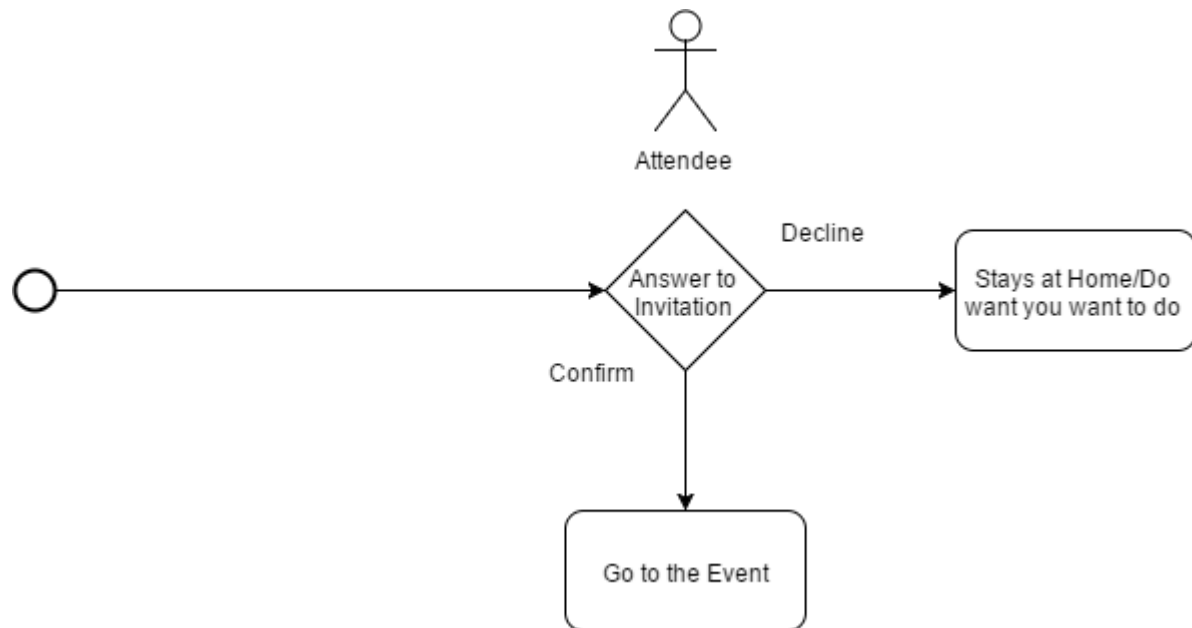 Attendee
Decline
Answer to
Invitation
Stays at Home/Do
want you want to do
Confirm
Go to the Event